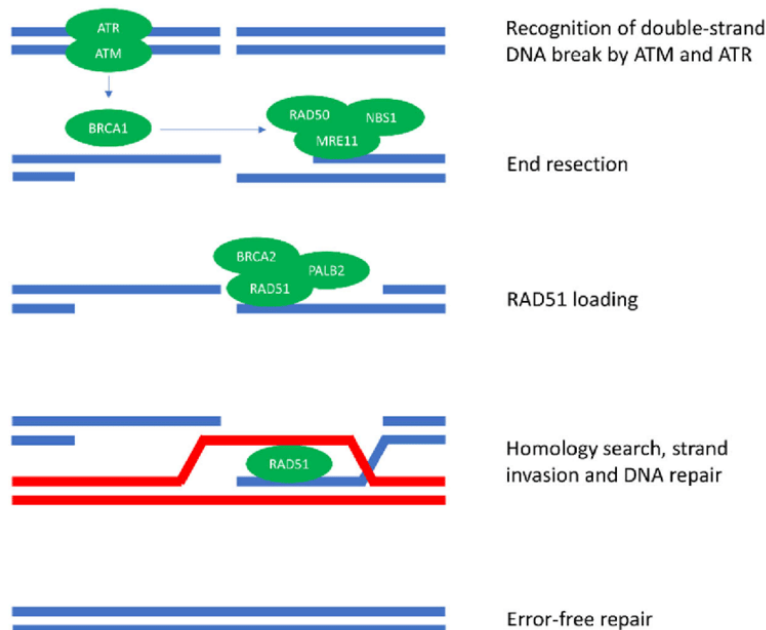 ATR
ATM
Recognition of double-strand
DNA break by ATM and ATR
BRCA1
RAD50
NBS1
MRE11
End resection
BRCA2
PALB2
RAD51
RAD51 loading
RAD51
Homology search, strand
invasion and DNA repair
Error-free repair